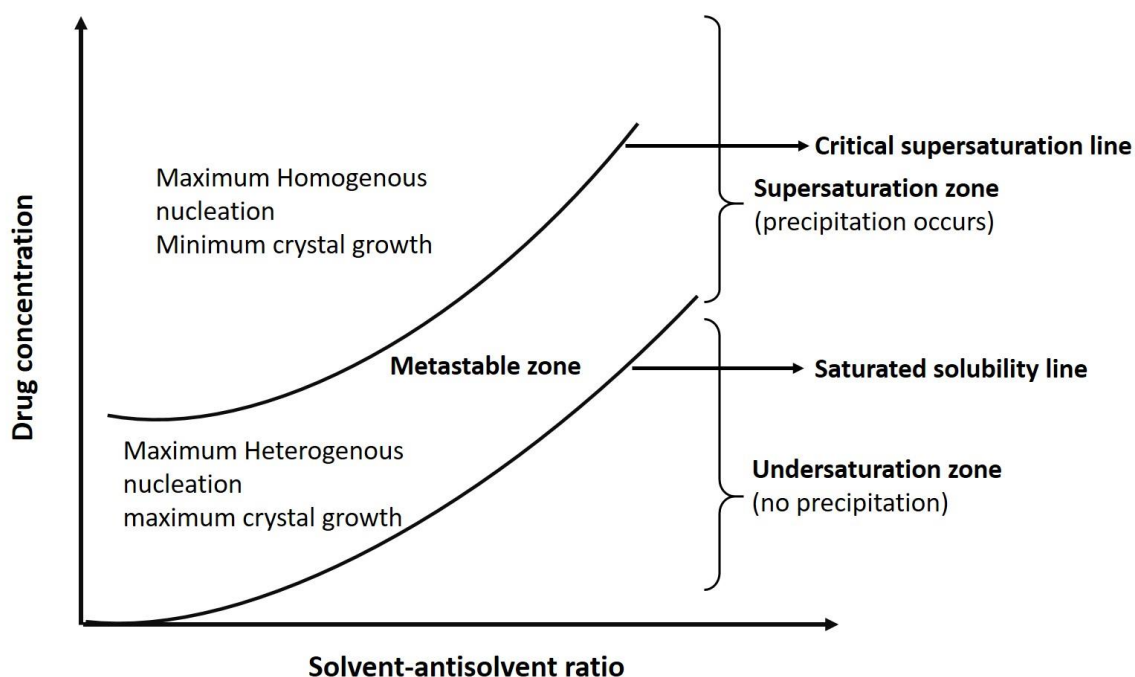 Drug concentration
Maximum Homogenous
nucleation
Minimum crystal growth
Metastable zone
Maximum Heterogenous
nucleation
maximum crystal growth
Critical supersaturation line
Supersaturation zone
(precipitation occurs)
Saturated solubility line
Undersaturation zone
(no precipitation)
Solvent-antisolvent ratio